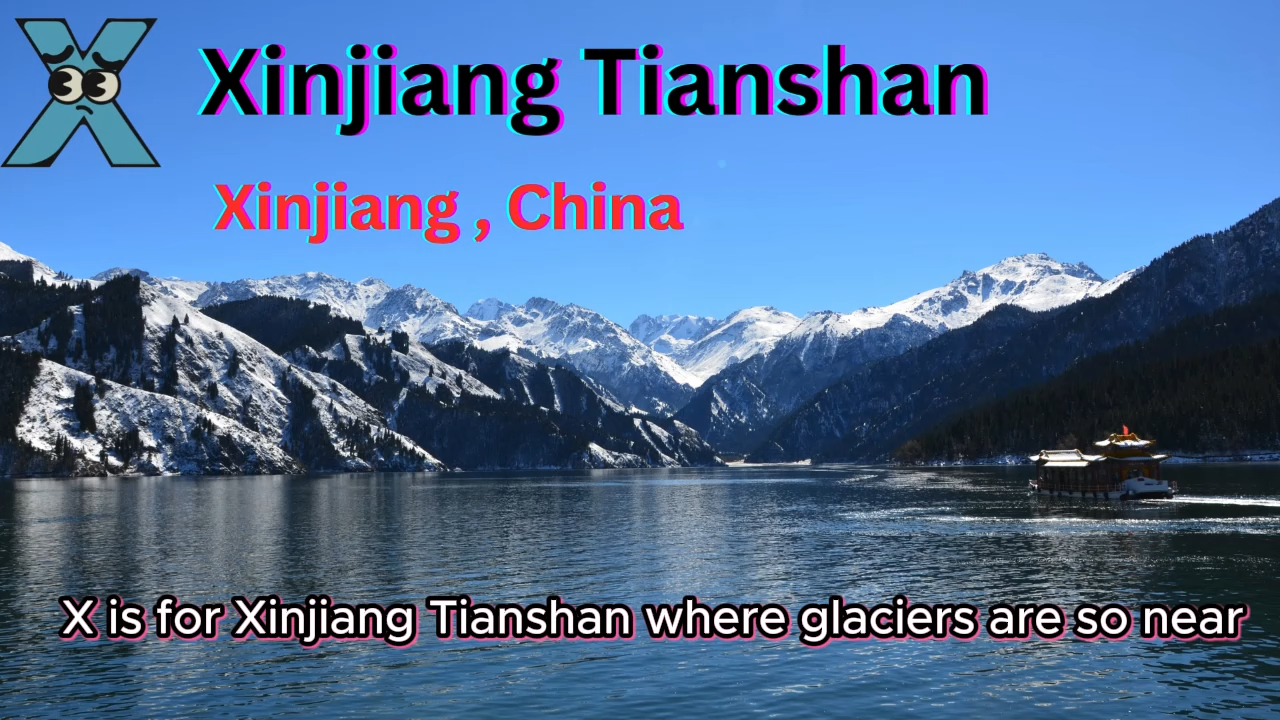 X
Xinjiang Tianshan
Xinjiang , China
X is for Xinjiang Tianshan where glaciers are so near